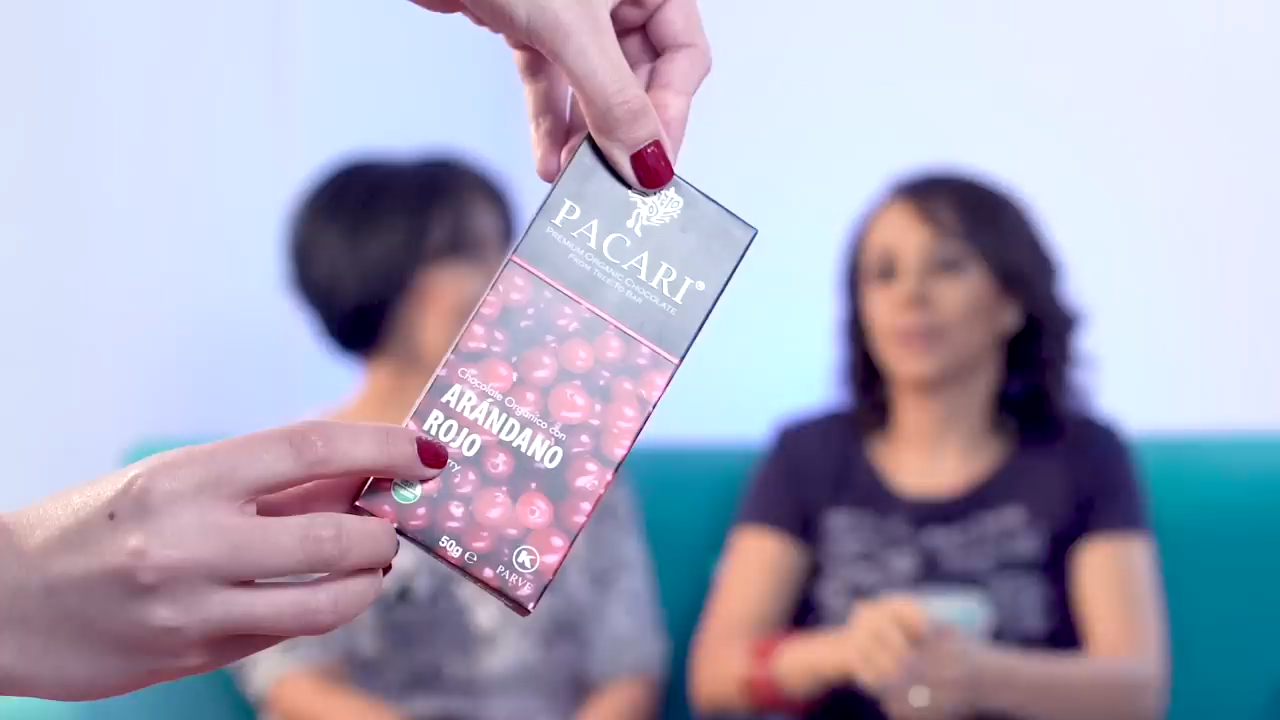 PACARI®
PREMIUM ORGANIC CHOCOLATE
FROM TREE TO BAR
Chocolate Orgánico con
ARÁNDANO
ROJO
50g ℮
K
PARVE